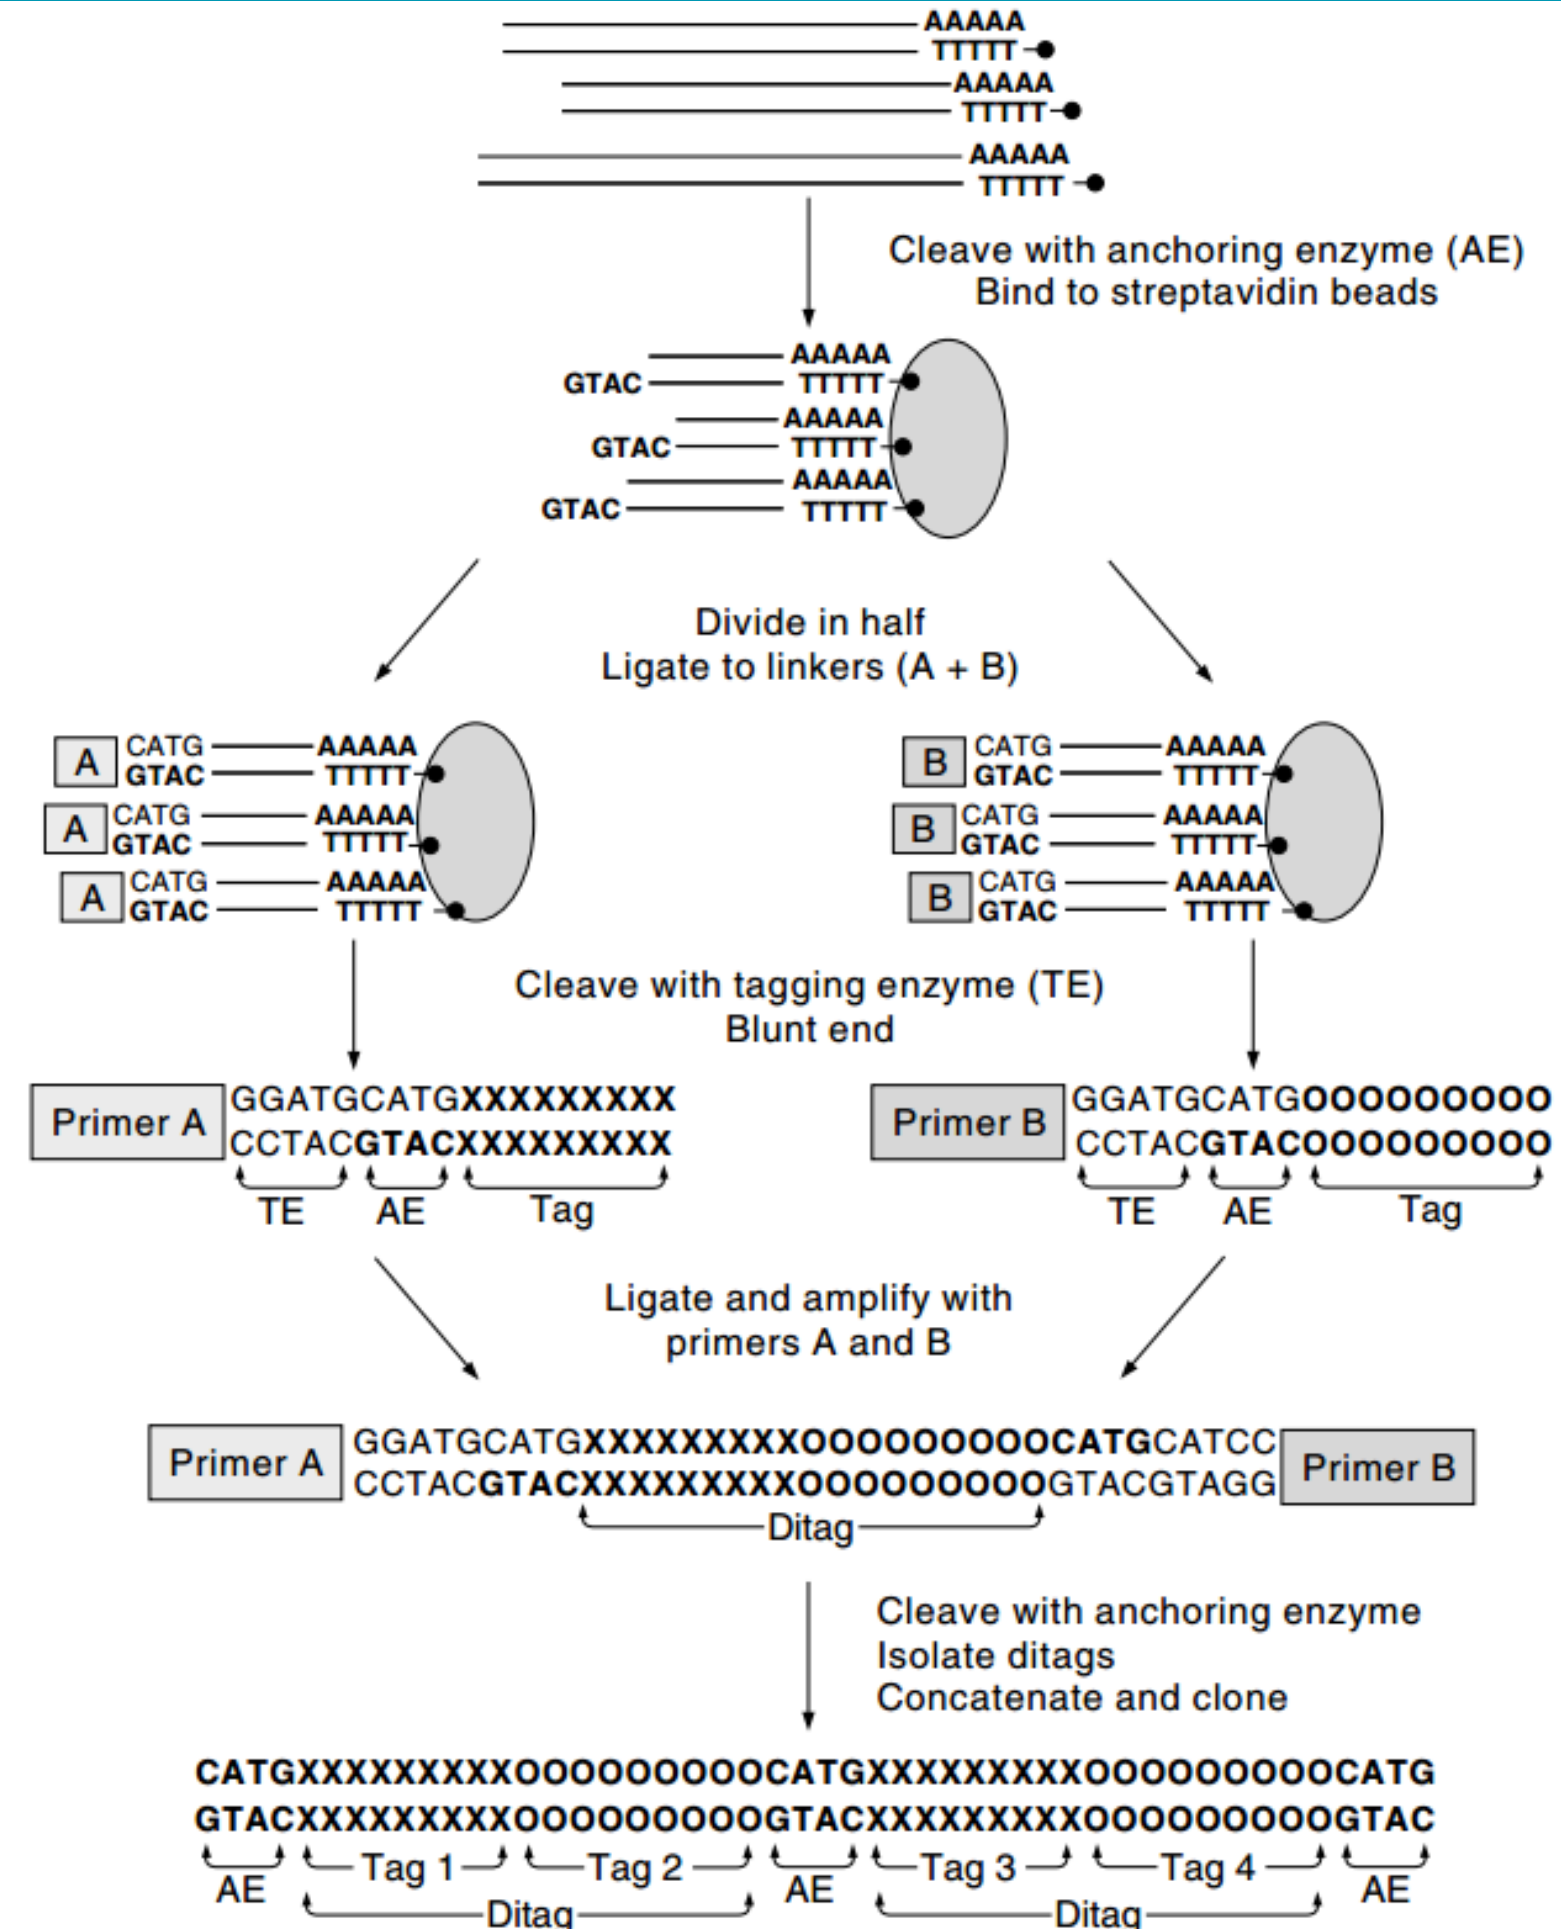 AAAAA
TTTTT
AAAAA
TTTTT
AAAAA
TTTTT
Cleave with anchoring enzyme (AE)
Bind to streptavidin beads
AAAAA
GTAC TTTTT
AAAAA
GTAC TTTTT
AAAAA
GTAC TTTTT
Divide in half
Ligate to linkers (A + B)
A CATG AAAAA
GTAC TTTTT
A CATG AAAAA
GTAC TTTTT
A CATG AAAAA
GTAC TTTTT
B CATG AAAAA
GTAC TTTTT
B CATG AAAAA
GTAC TTTTT
B CATG AAAAA
GTAC TTTTT
Cleave with tagging enzyme (TE)
Blunt end
Primer A GGATGCATGXXXXXXXXX
CCTACGTACXXXXXXXXX
TE AE Tag
Primer B GGATGCATGOOOOOOOOO
CCTACGTACOOOOOOOOO
TE AE Tag
Ligate and amplify with
primers A and B
Primer A GGATGCATGXXXXXXXXXOOOOOOOOOCATGCATCC Primer B
CCTACGTACXXXXXXXXXOOOOOOOOOGTACGTAGG
Ditag
Cleave with anchoring enzyme
Isolate ditags
Concatenate and clone
CATGXXXXXXXXXOOOOOOOOOCATGXXXXXXXXXOOOOOOOOOCATG
GTACXXXXXXXXXOOOOOOOOOGTACXXXXXXXXXOOOOOOOOOGTAC
AE Tag 1 Tag 2 AE Tag 3 Tag 4 AE
Ditag Ditag